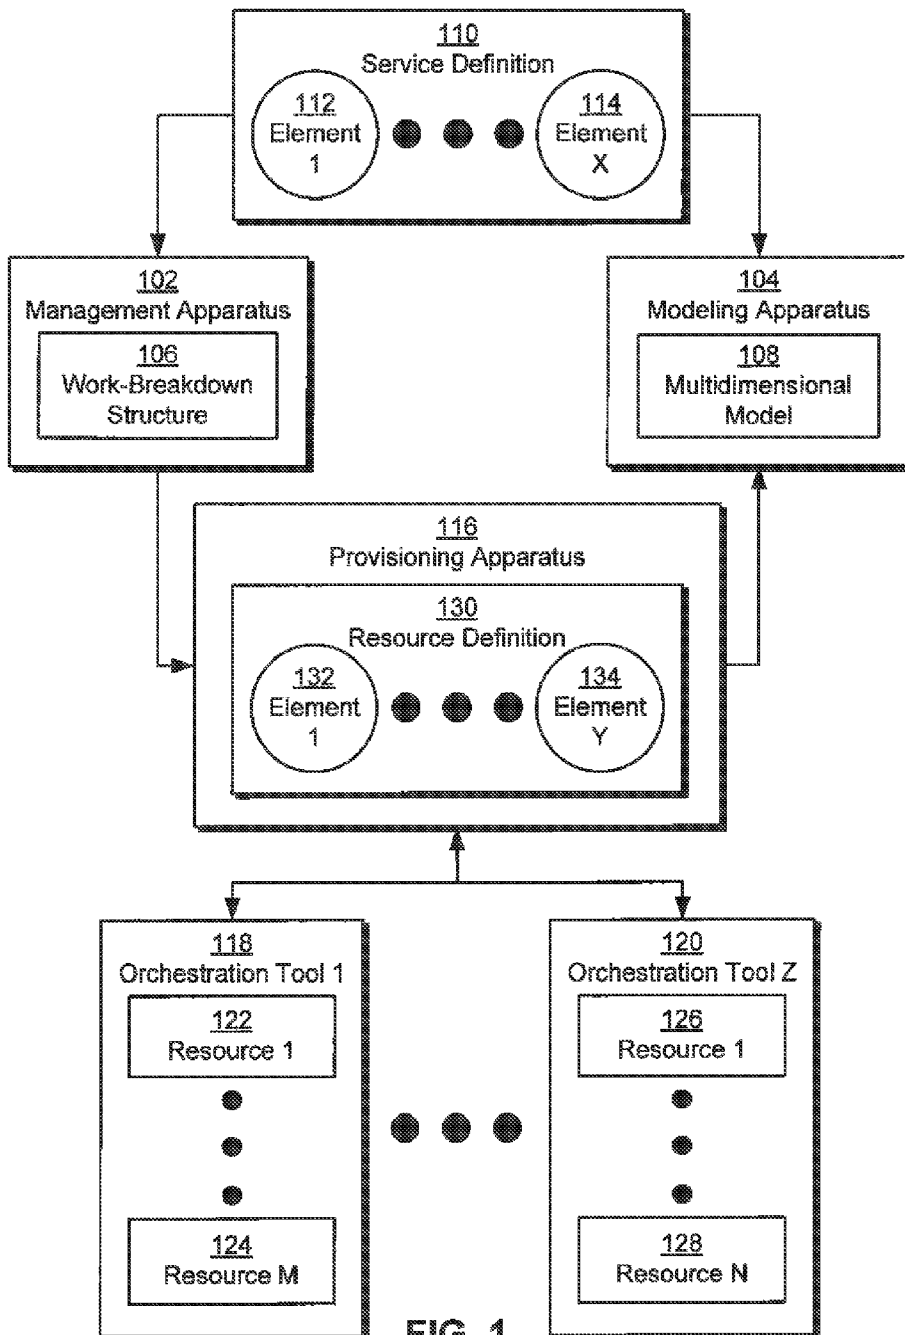 110
Service Definition
112
Element
1
114
Element
X
102
Management Apparatus
106
Work-Breakdown
Structure
104
Modeling Apparatus
108
Multidimensional
Model
116
Provisioning Apparatus
130
Resource Definition
132
Element
1
134
Element
Y
118
Orchestration Tool 1
122
Resource 1
124
Resource M
120
Orchestration Tool Z
126
Resource 1
128
Resource N
FIG. 1